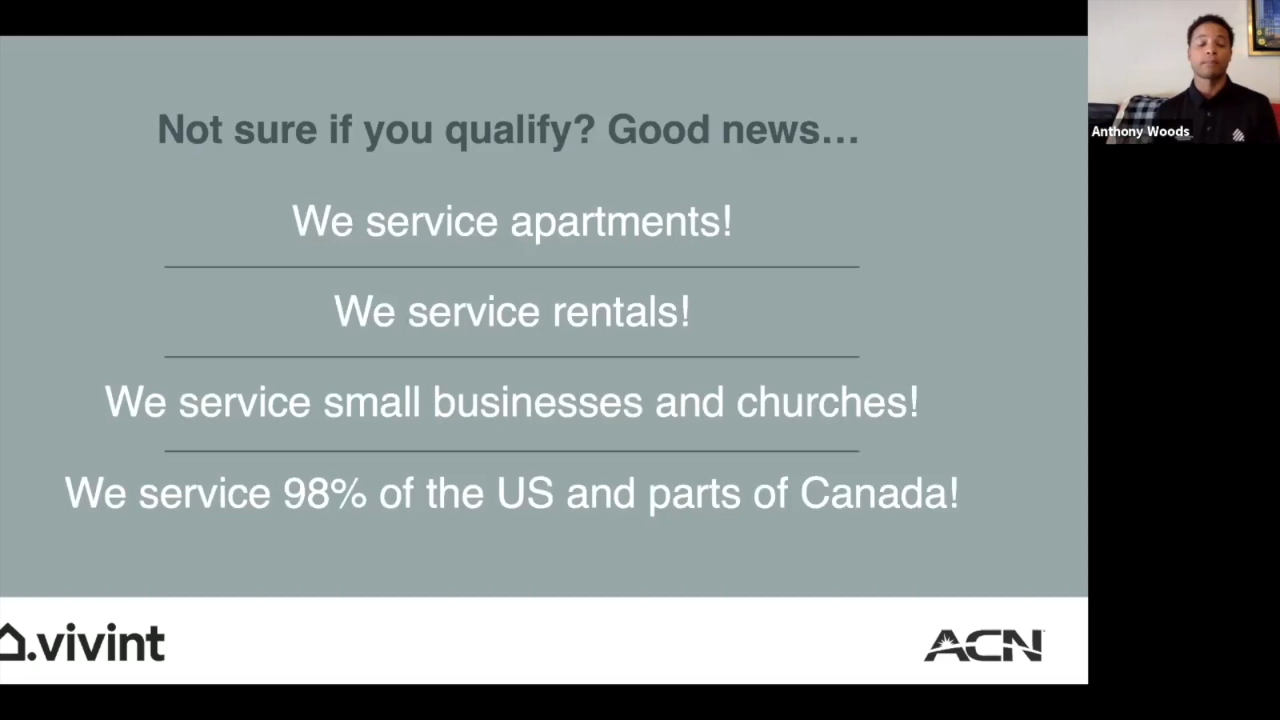 Not sure if you qualify? Good news…
We service apartments!
We service rentals!
We service small businesses and churches!
We service 98% of the US and parts of Canada!
.vivint
ACN
Anthony Woods